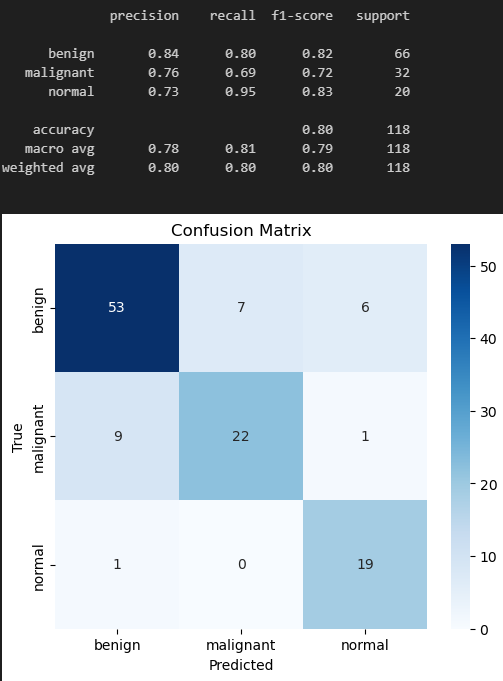 precision recall f1-score support
benign 0.84 0.80 0.82 66
malignant 0.76 0.69 0.72 32
normal 0.73 0.95 0.83 20
accuracy 0.80 118
macro avg 0.78 0.81 0.79 118
weighted avg 0.80 0.80 0.80 118
Confusion Matrix
benign 53 7 6
malignant 9 22 1
normal 1 0 19
True
benign malignant normal
Predicted
50
40
30
20
10
0